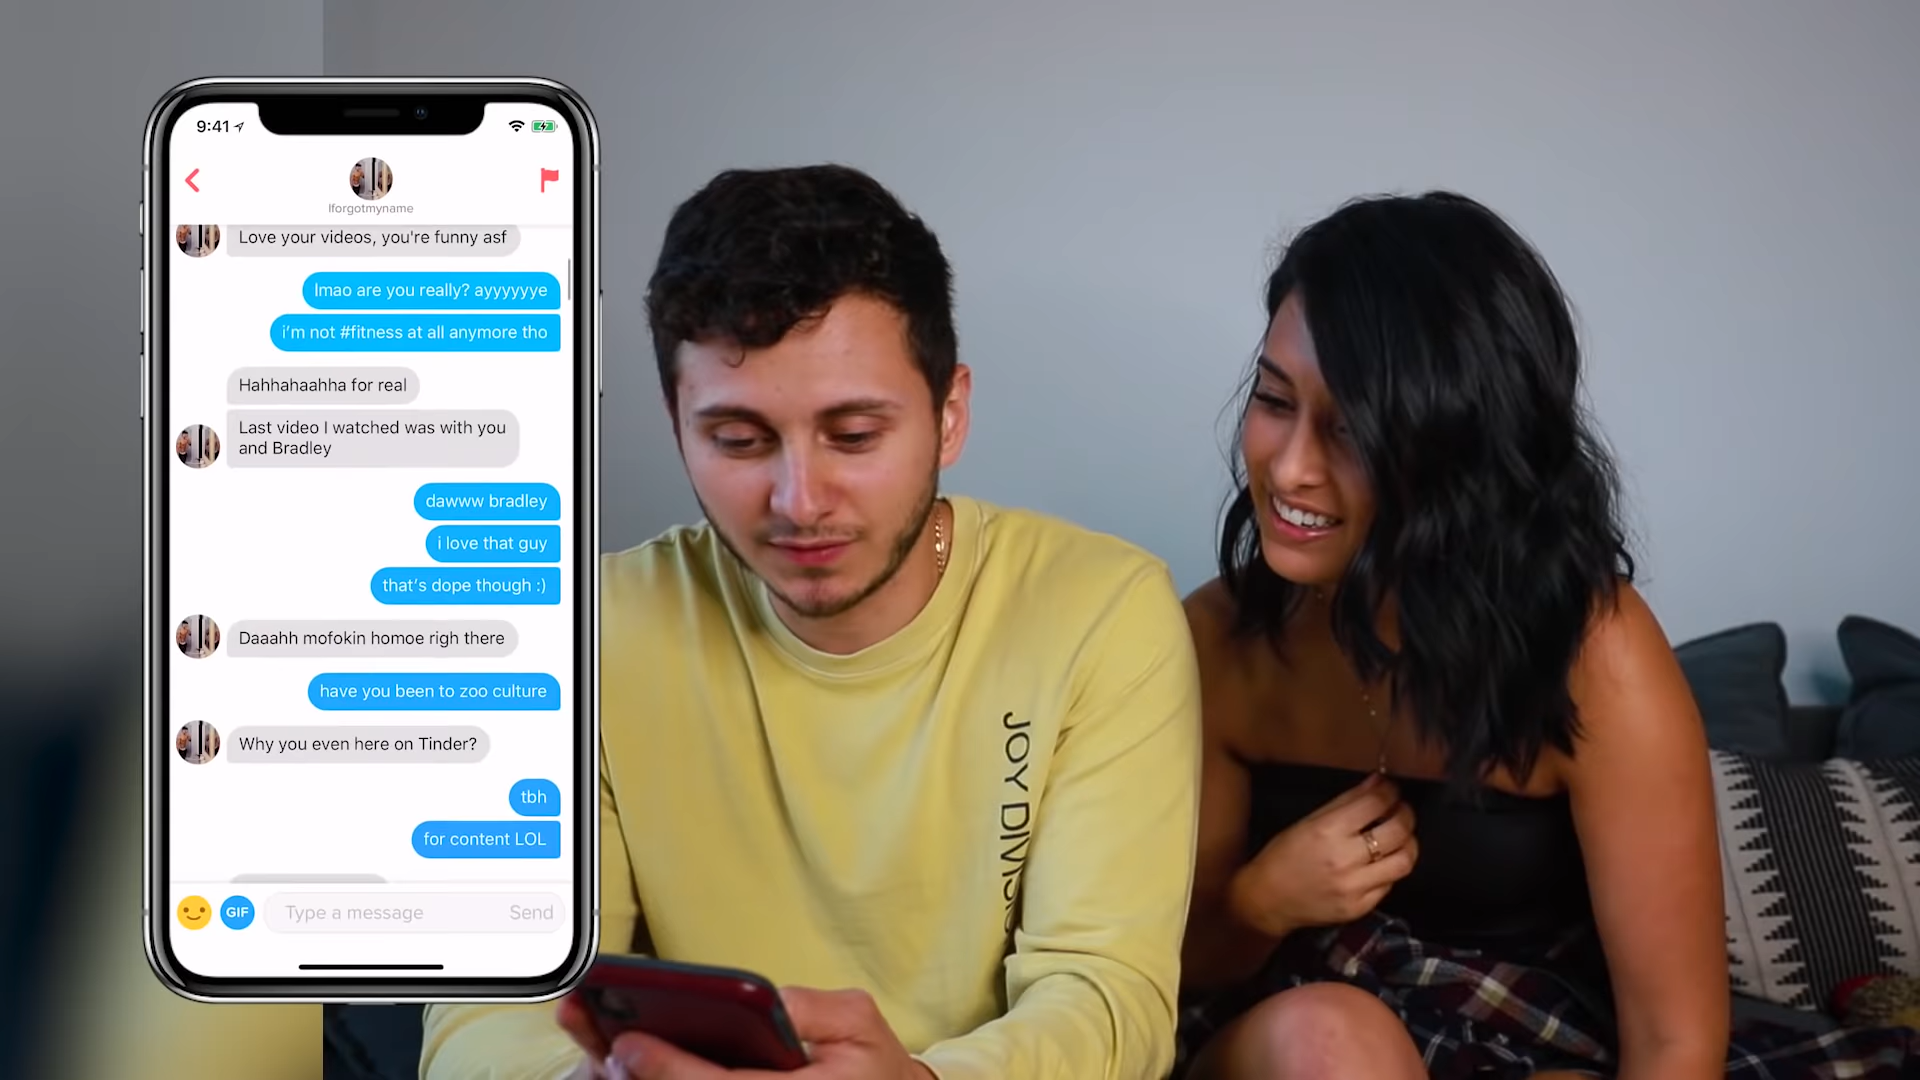 9:41
Iforgotmyname
Love your videos, you're funny asf
lmao are you really? ayyyyyye
i'm not #fitness at all anymore tho
Hahhahaahha for real
Last video I watched was with you
and Bradley
dawww bradley
i love that guy
that's dope though :)
Daaahh mofokin homoe righ there
have you been to zoo culture
Why you even here on Tinder?
tbh
for content LOL
GIF
Type a message
Send
JOY DIVISIO